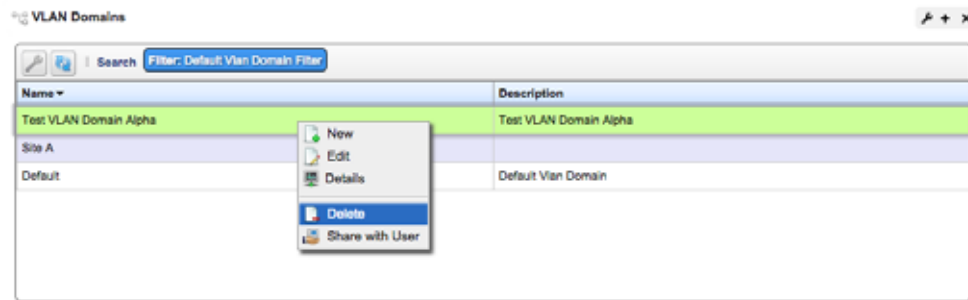 VLAN Domains
Search Filter: Default Vlan Domain Filter
Name Description
Test VLAN Domain Alpha Test VLAN Domain Alpha
Site A
Default Default Vlan Domain
New
Edit
Details
Delete
Share with User